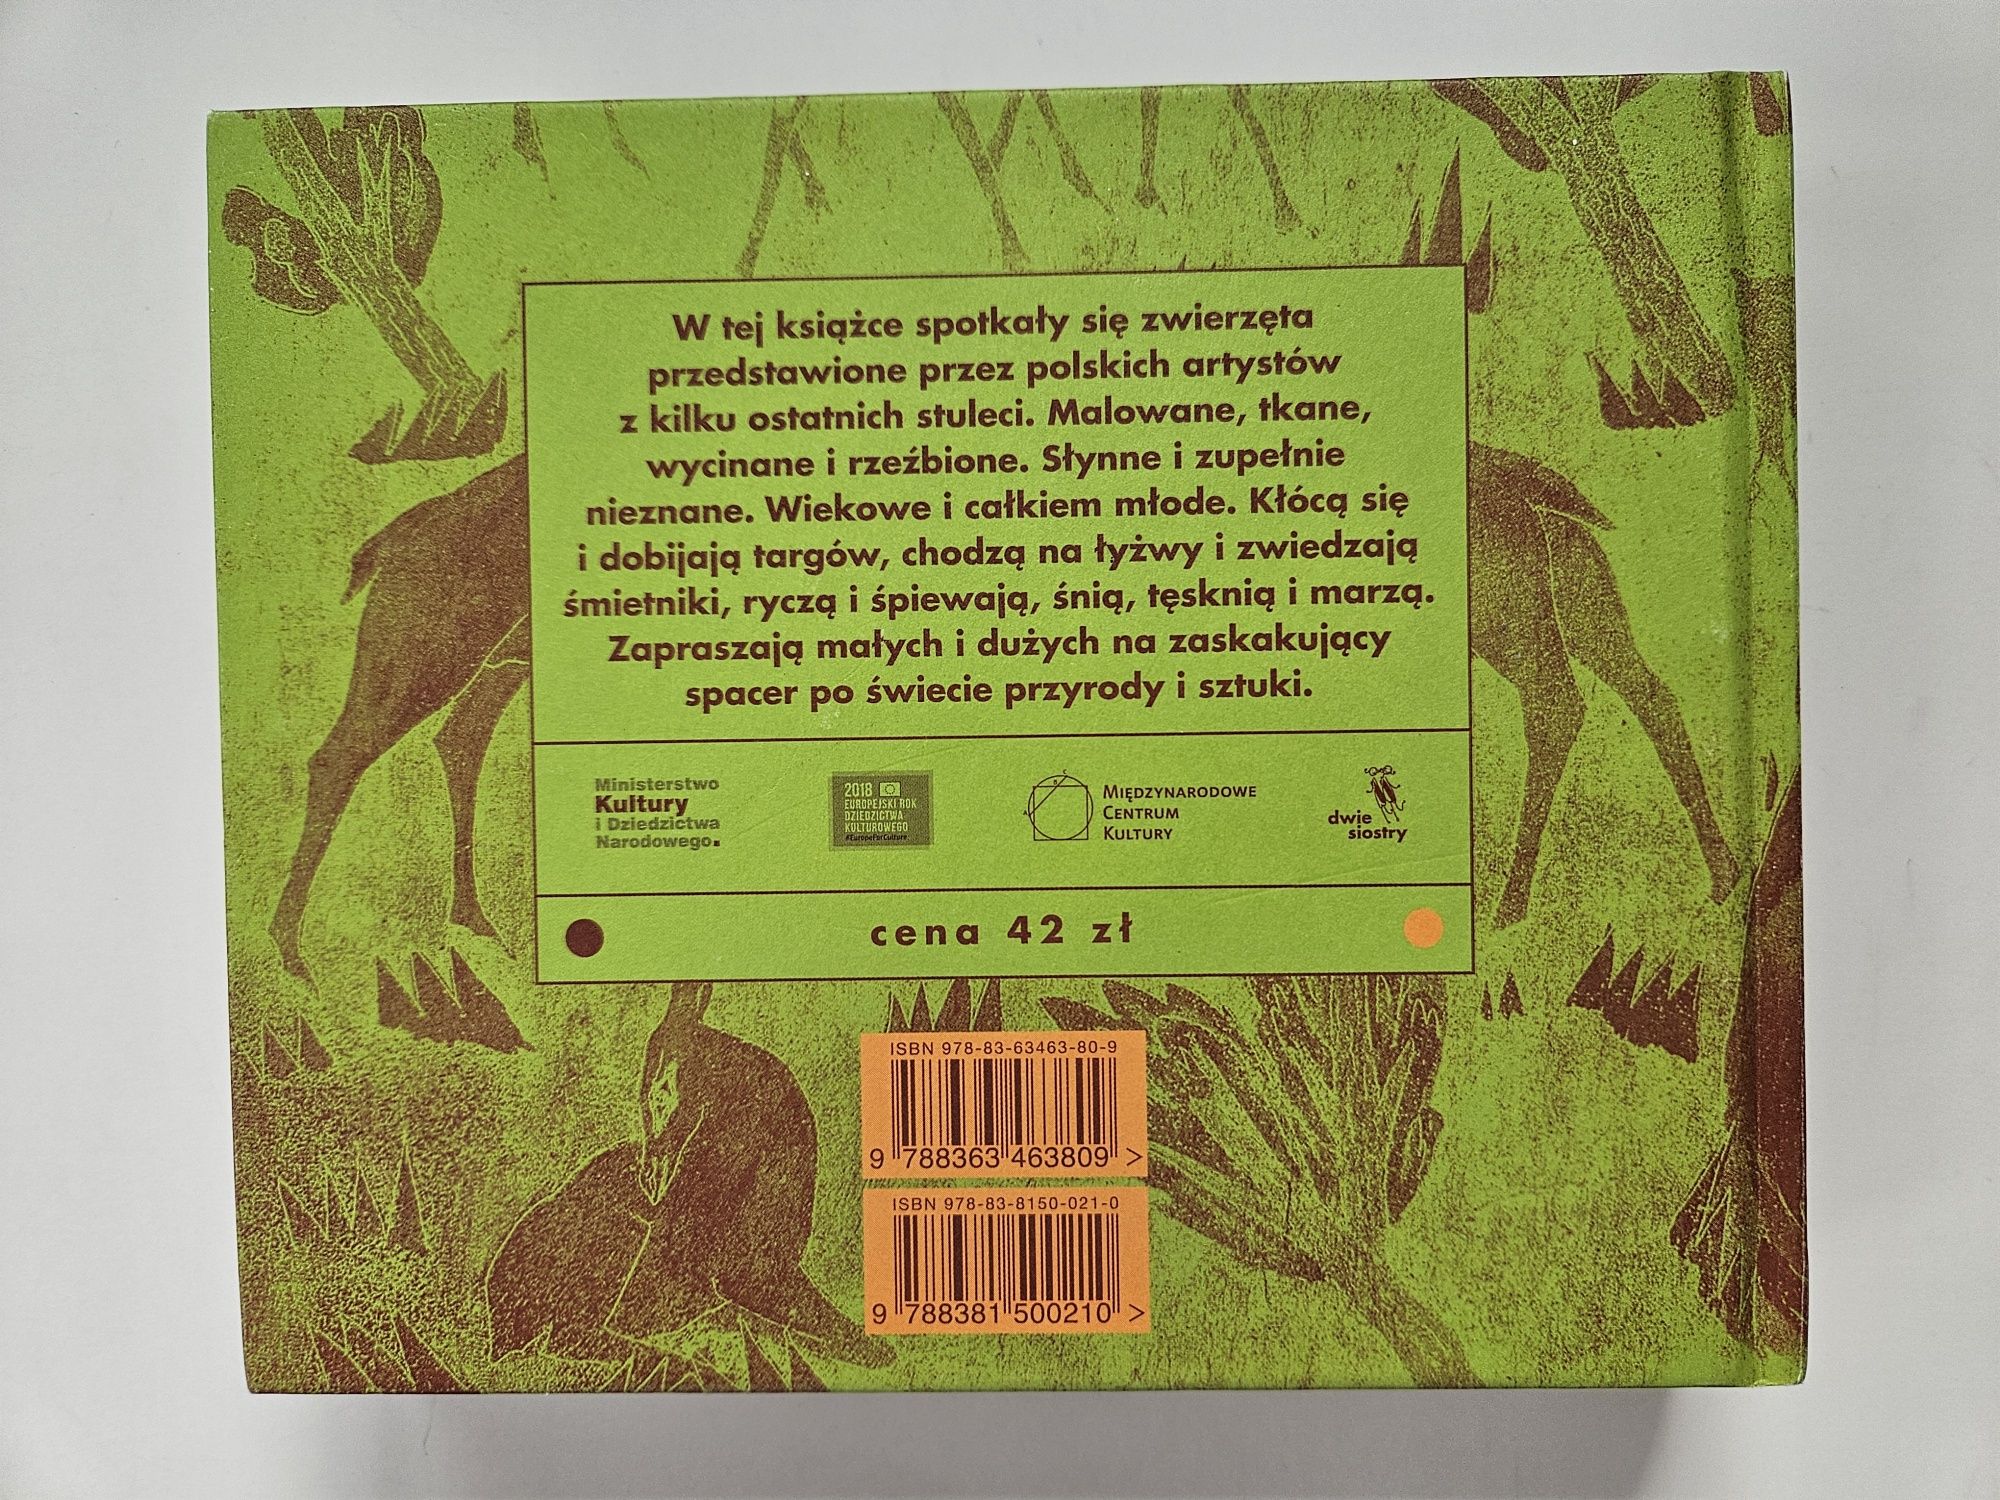 W tej książce spotkały się zwierzęta
przedstawione przez polskich artystów
z kilku ostatnich stuleci. Malowane, tkane,
wycinane i rzeźbione. Słynne i zupełnie
nieznane. Wiekowe i całkiem młode. Kłócą się
i dobijają targów, chodzą na łyżwy i zwiedzają
śmietniki, ryczą i śpiewają, śnią, tęsknią i marzą.
Zapraszają małych i dużych na zaskakujący
spacer po świecie przyrody i sztuki.
Ministerstwo
Kultury
i Dziedzictwa
Narodowego.
2018
EUROPEJSKI ROK
DZIEDZICTWA
KULTUROWEGO
#EuropeForCulture
MIĘDZYNARODOWE
CENTRUM
KULTURY
dwie
siostry
cena 42 zł
ISBN 978-83-63463-80-9
9 788363 463809 >
ISBN 978-83-8150-021-0
9 788381 500210 >